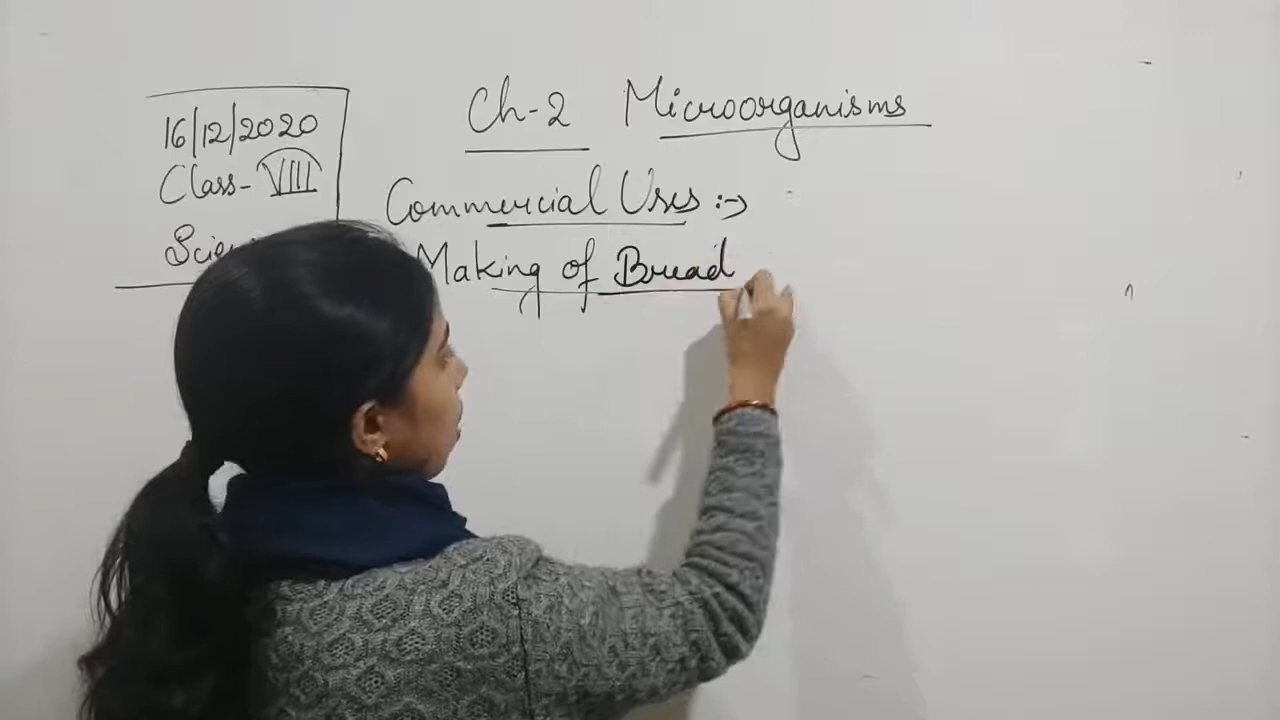 16/12/2020
Class- VIII
Ch-2 Microorganisms
Commercial Uses :->
Making of Bread